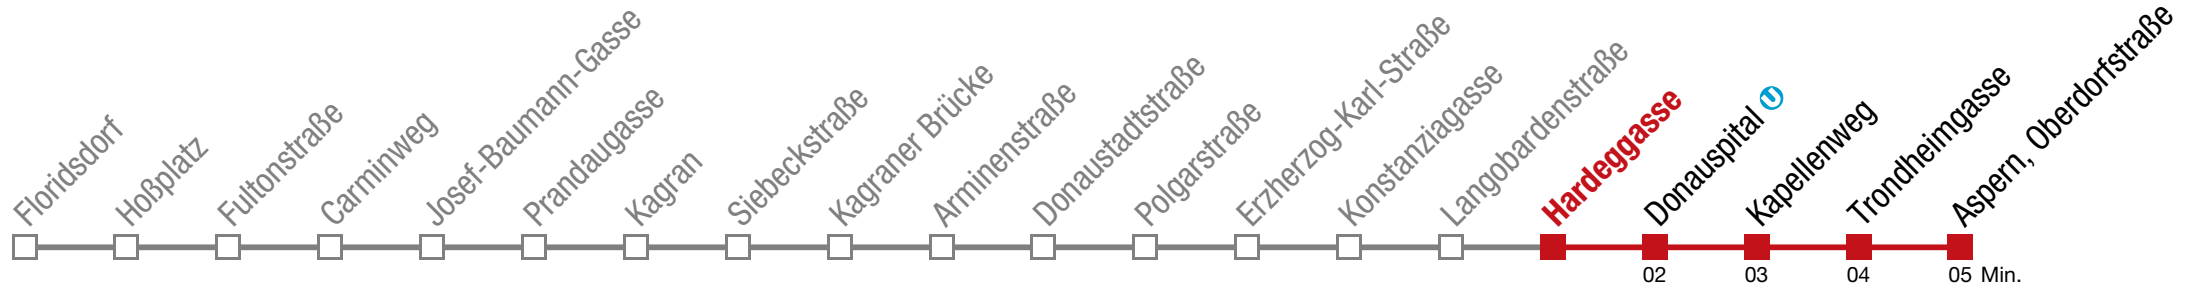 Floridsdorf
Hoßplatz
Fultonstraße
Carminweg
Josef-Baumann-Gasse
Prandaugasse
Kagran
Siebeckstraße
Kagraner Brücke
Arminenstraße
Donaustadtstraße
Polgarstraße
Erzherzog-Karl-Straße
Konstanziagasse
Langobardenstraße
Hardeggasse
Donauspital U
Kapellenweg
Trondheimgasse
Aspern, Oberdorfstraße
02 03 04 05 Min.